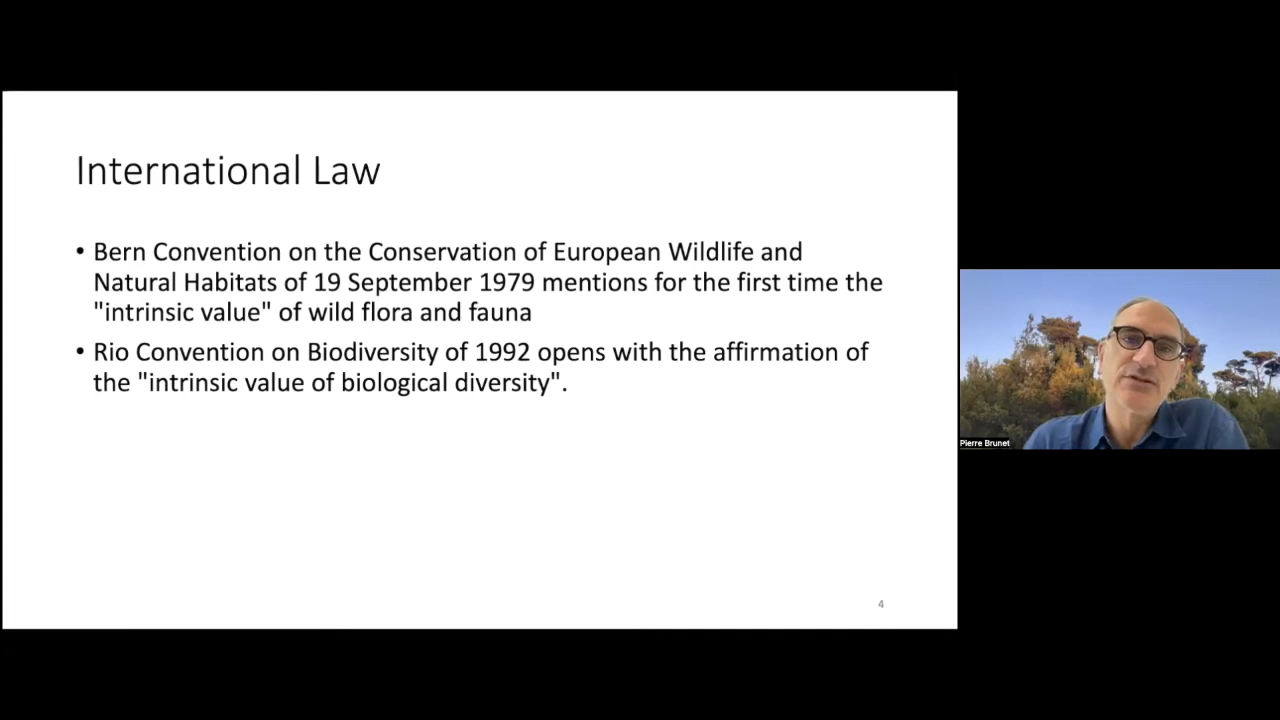 International Law
• Bern Convention on the Conservation of European Wildlife and
Natural Habitats of 19 September 1979 mentions for the first time the
"intrinsic value" of wild flora and fauna
• Rio Convention on Biodiversity of 1992 opens with the affirmation of
the "intrinsic value of biological diversity".
4
Pierre Brunet